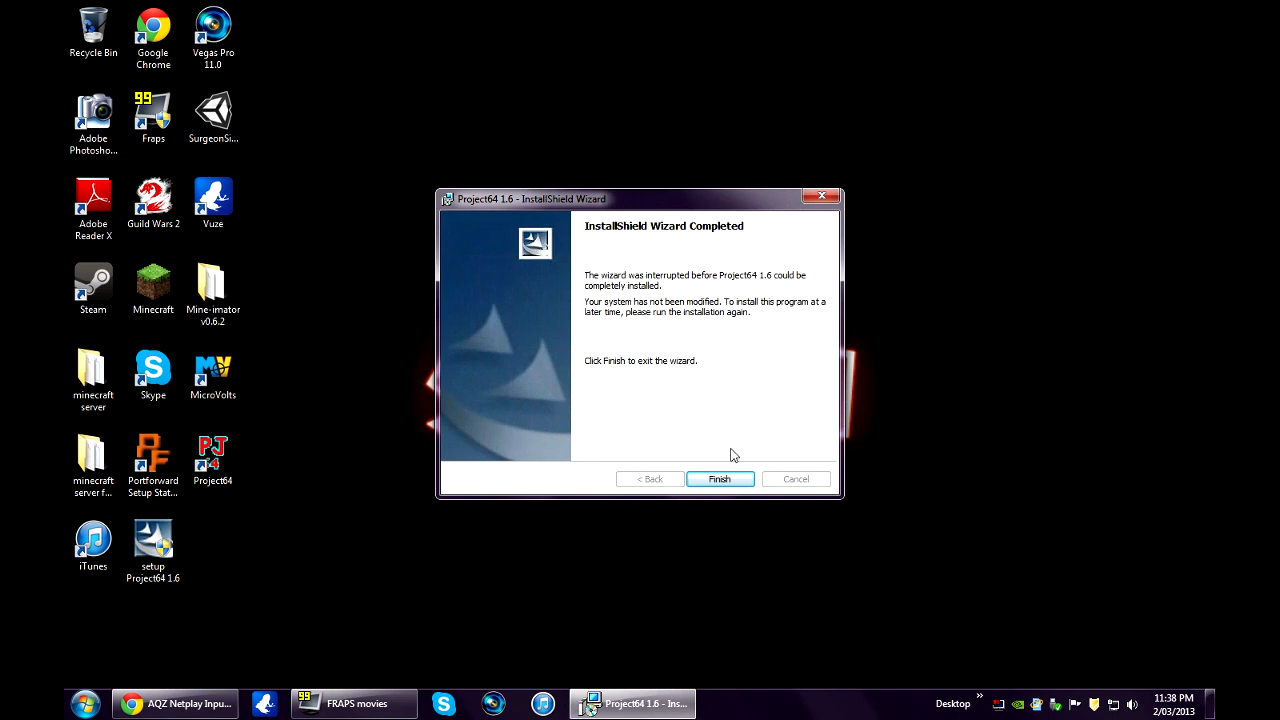 Recycle Bin
Google
Chrome
Vegas Pro
11.0
Adobe
Photosho...
99
Fraps
SurgeonSi...
Adobe
Reader X
Guild Wars 2
Vuze
Steam
Minecraft
Mine-imator
v0.6.2
minecraft
server
Skype
MicroVolts
minecraft
server f...
Portforward
Setup Stat...
Project64
iTunes
setup
Project64 1.6
Project64 1.6 - InstallShield Wizard
InstallShield Wizard Completed
The wizard was interrupted before Project64 1.6 could be
completely installed.
Your system has not been modified. To install this program at a
later time, please run the installation again.
Click Finish to exit the wizard.
< Back
Finish
Cancel
AQZ Netplay Inpu...
99
FRAPS movies
Project64 1.6 - Ins...
Desktop
»
11:38 PM
2/03/2013